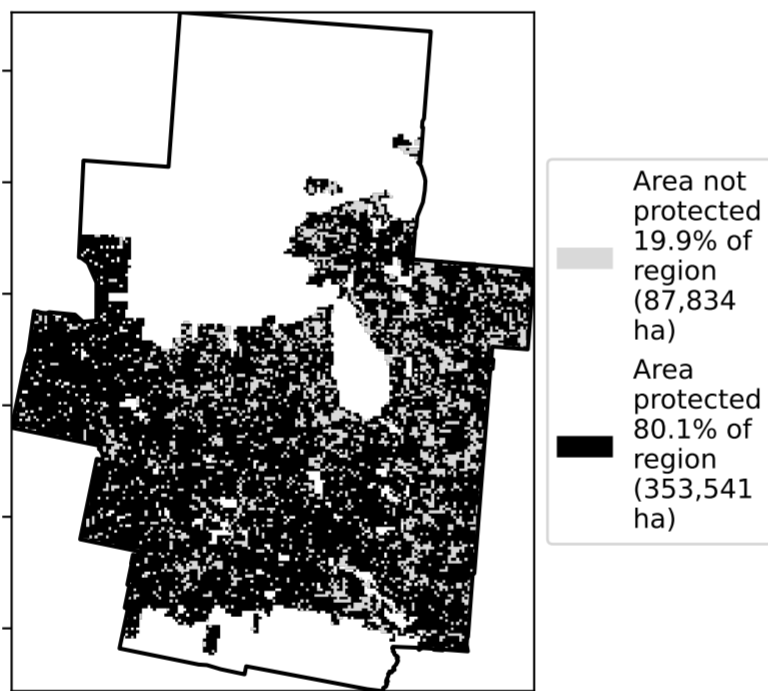 Area not
protected
19.9% of
region
(87,834
ha)
Area
protected
80.1% of
region
(353,541
ha)